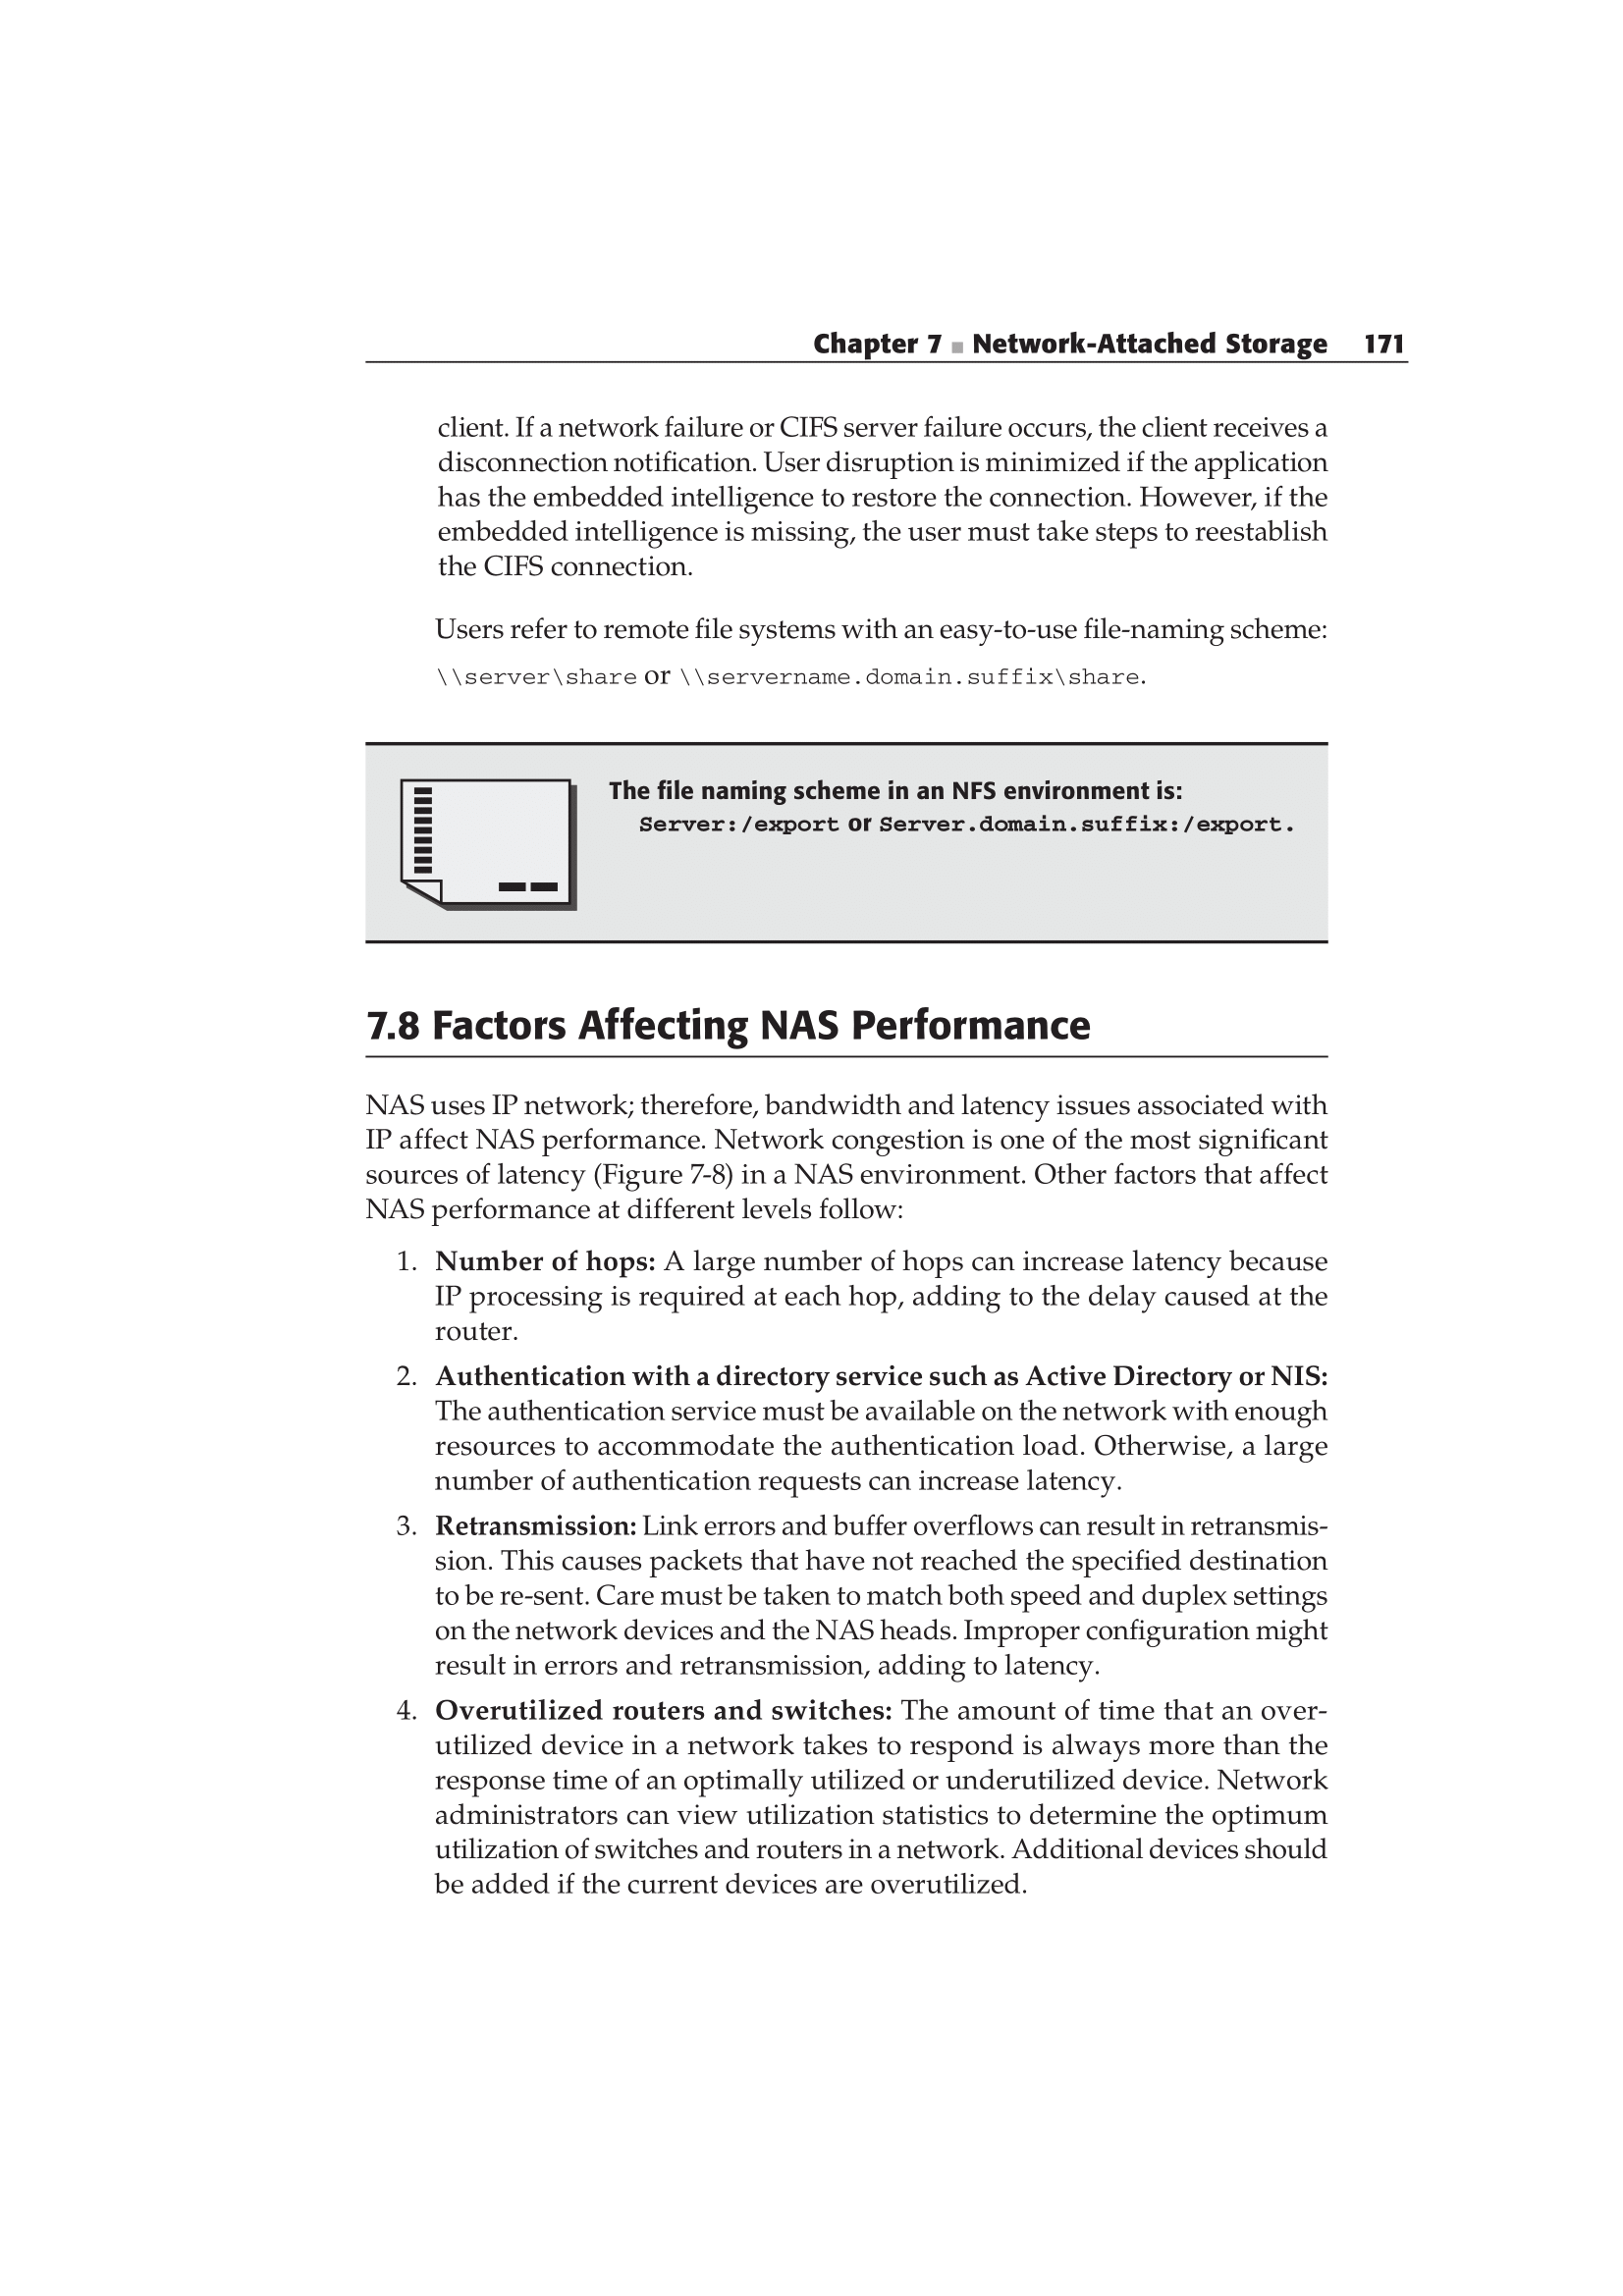 Chapter 7 ■ Network-Attached Storage 171
client. If a network failure or CIFS server failure occurs, the client receives a
disconnection notification. User disruption is minimized if the application
has the embedded intelligence to restore the connection. However, if the
embedded intelligence is missing, the user must take steps to reestablish
the CIFS connection.
Users refer to remote file systems with an easy-to-use file-naming scheme:
\\server\share or \\servername.domain.suffix\share.
The file naming scheme in an NFS environment is:
Server:/export or Server.domain.suffix:/export.
7.8 Factors Affecting NAS Performance
NAS uses IP network; therefore, bandwidth and latency issues associated with
IP affect NAS performance. Network congestion is one of the most significant
sources of latency (Figure 7-8) in a NAS environment. Other factors that affect
NAS performance at different levels follow:
1. Number of hops: A large number of hops can increase latency because
IP processing is required at each hop, adding to the delay caused at the
router.
2. Authentication with a directory service such as Active Directory or NIS:
The authentication service must be available on the network with enough
resources to accommodate the authentication load. Otherwise, a large
number of authentication requests can increase latency.
3. Retransmission: Link errors and buffer overflows can result in retransmis-
sion. This causes packets that have not reached the specified destination
to be re-sent. Care must be taken to match both speed and duplex settings
on the network devices and the NAS heads. Improper configuration might
result in errors and retransmission, adding to latency.
4. Overutilized routers and switches: The amount of time that an over-
utilized device in a network takes to respond is always more than the
response time of an optimally utilized or underutilized device. Network
administrators can view utilization statistics to determine the optimum
utilization of switches and routers in a network. Additional devices should
be added if the current devices are overutilized.